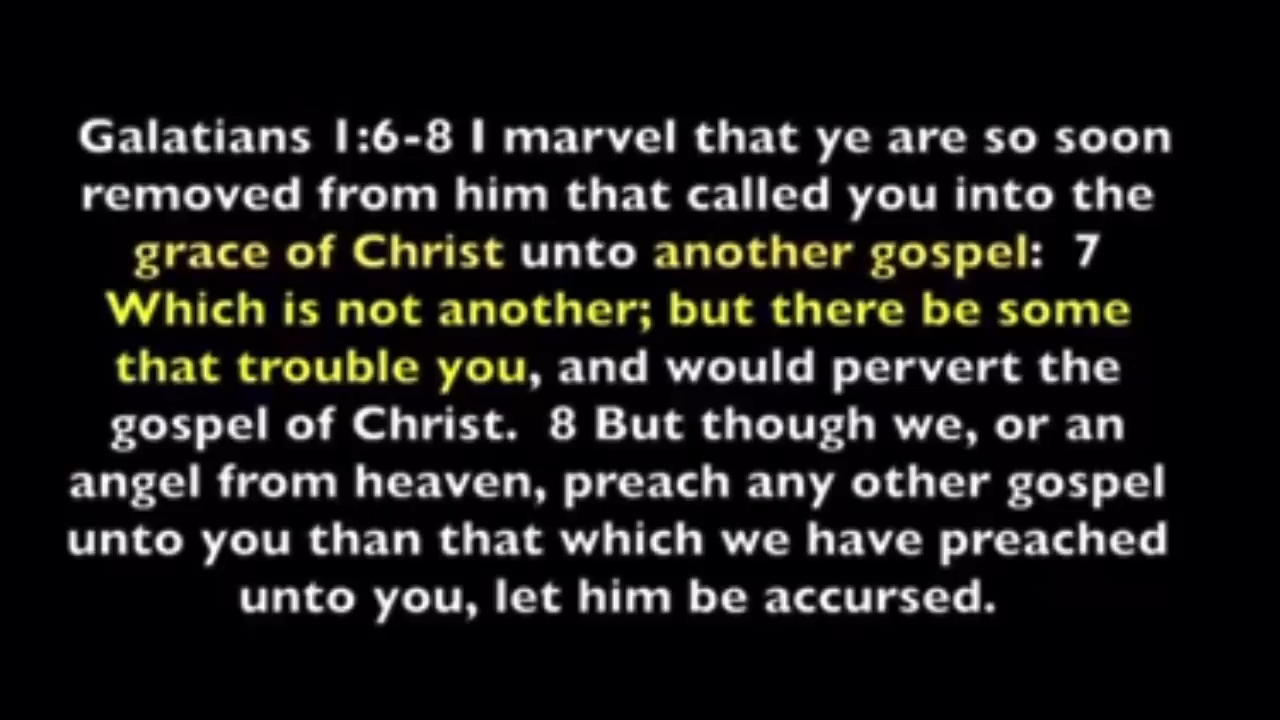 Galatians 1:6-8 I marvel that ye are so soon
removed from him that called you into the
grace of Christ unto another gospel:  7
Which is not another; but there be some
that trouble you, and would pervert the
gospel of Christ.  8 But though we, or an
angel from heaven, preach any other gospel
unto you than that which we have preached
unto you, let him be accursed.